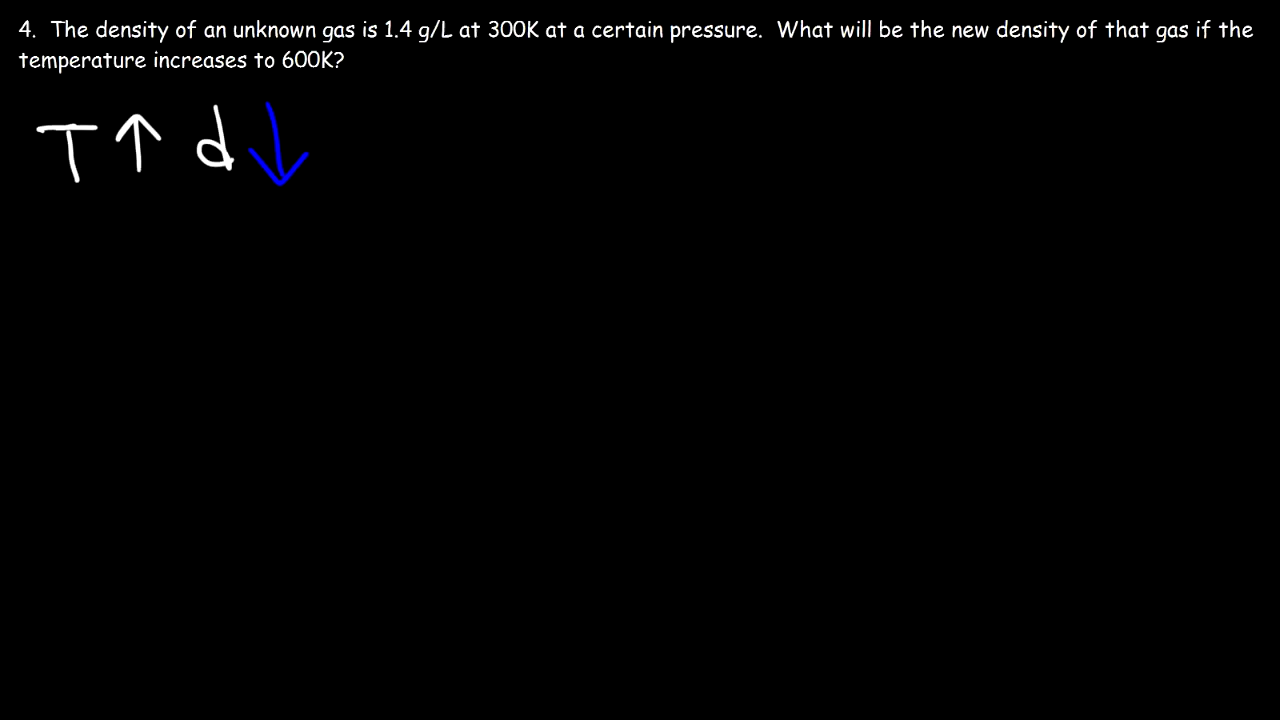 4. The density of an unknown gas is 1.4 g/L at 300K at a certain pressure. What will be the new density of that gas if the
temperature increases to 600K?
T ↑ d ↓